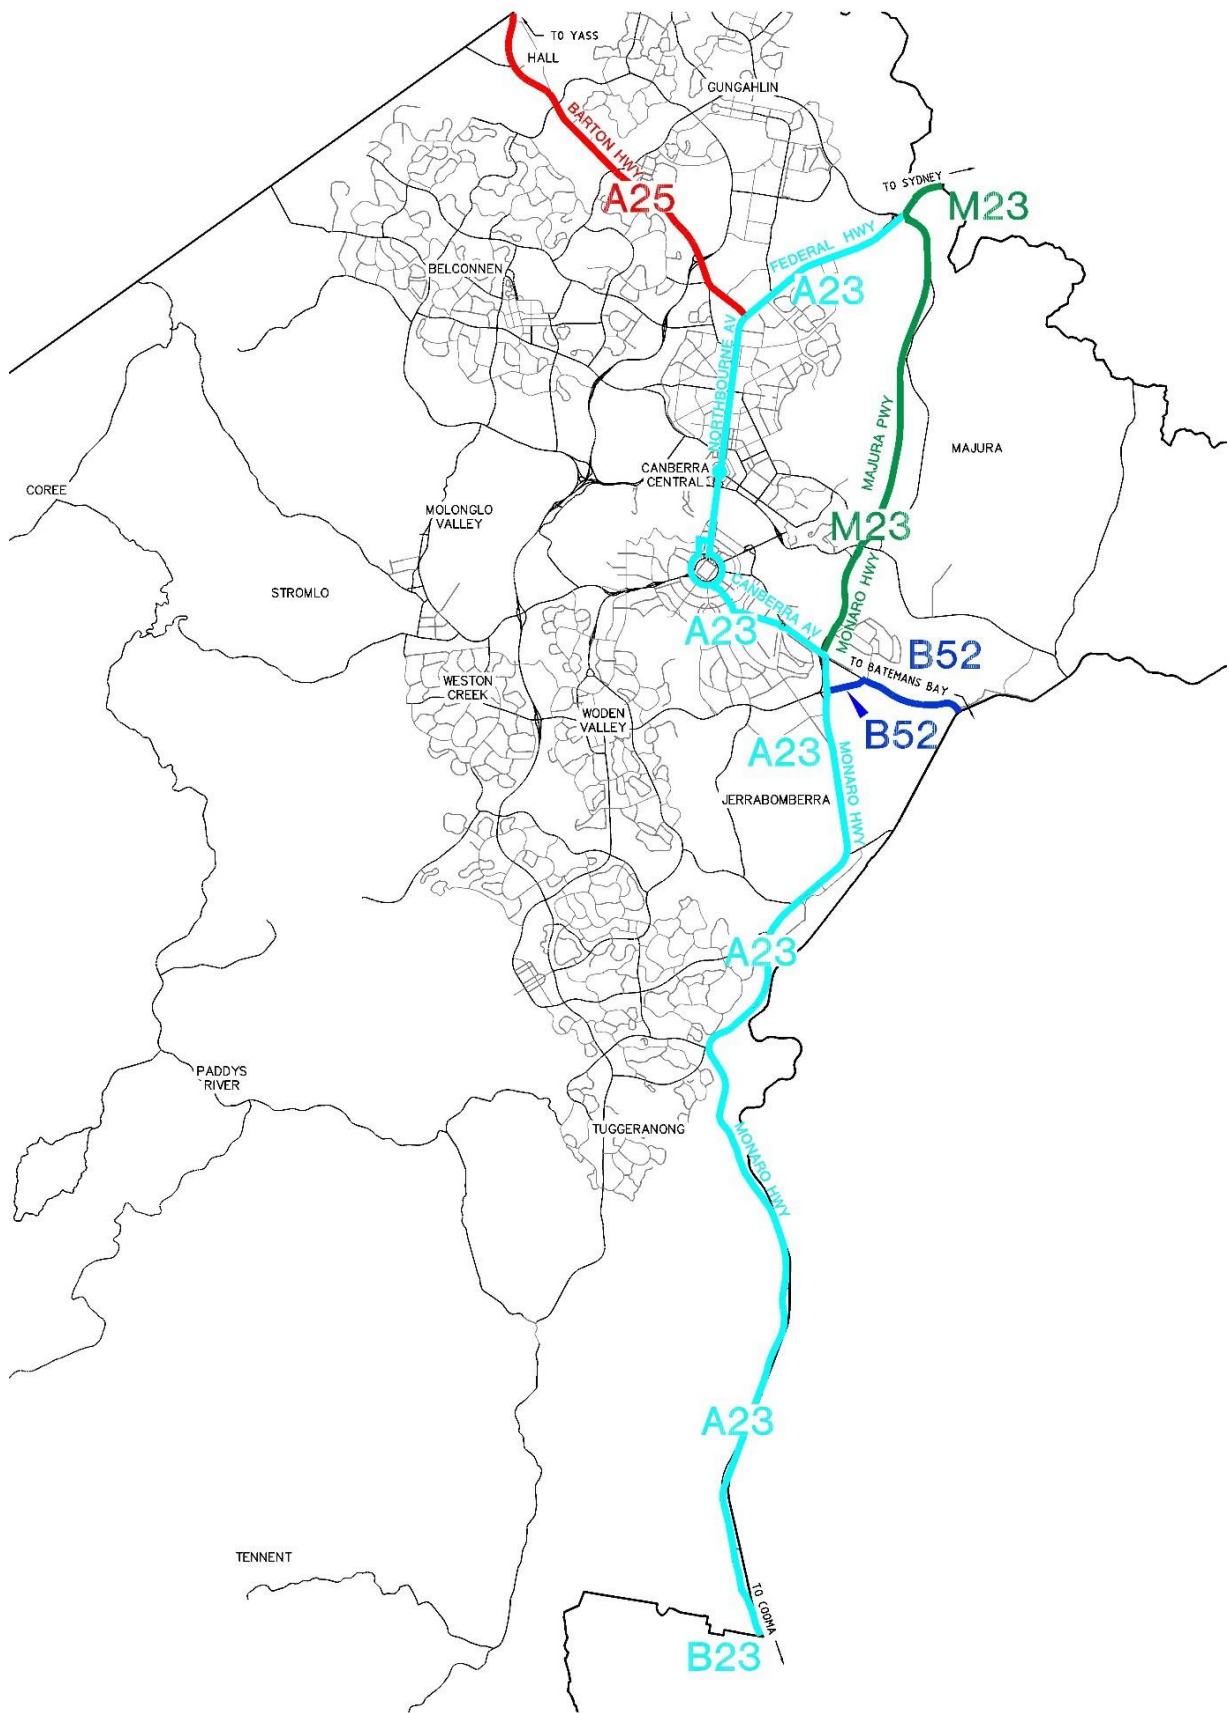 TO YASS
HALL
GUNGAHLIN
BARTON HWY
TO SYDNEY
A25
M23
FEDERAL HWY
BELCONNEN
A23
NORTHBOURNE AV
MAJURA PWY
MAJURA
CANBERRA
CENTRAL
COREE
MOLONGLO
VALLEY
M23
STROMLO
CANBERRA AV
MONARO HWY
A23
B52
TO BATEMANS BAY
WESTON
CREEK
WODEN
VALLEY
B52
A23
MONARO HWY
JERRABOMBERRA
A23
PADDYS
RIVER
TUGGERANONG
MONARO HWY
A23
TENNENT
TO COOMA
B23